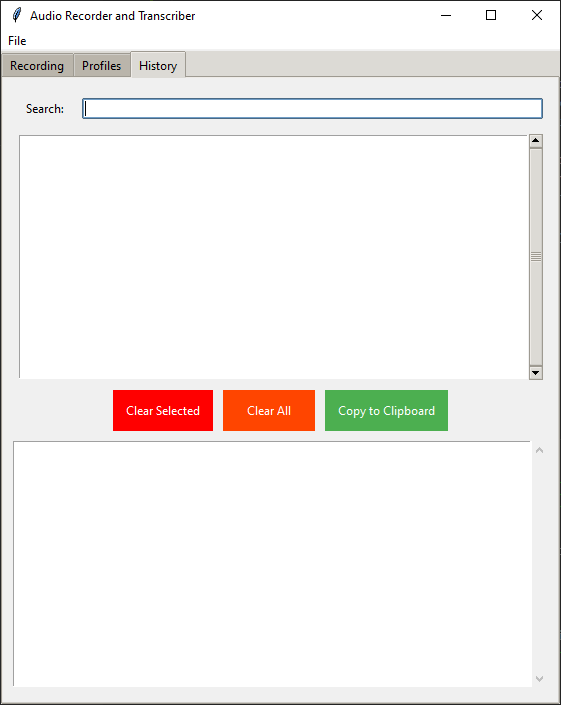 Audio Recorder and Transcriber
File
Recording Profiles History
Search:
Clear Selected Clear All Copy to Clipboard